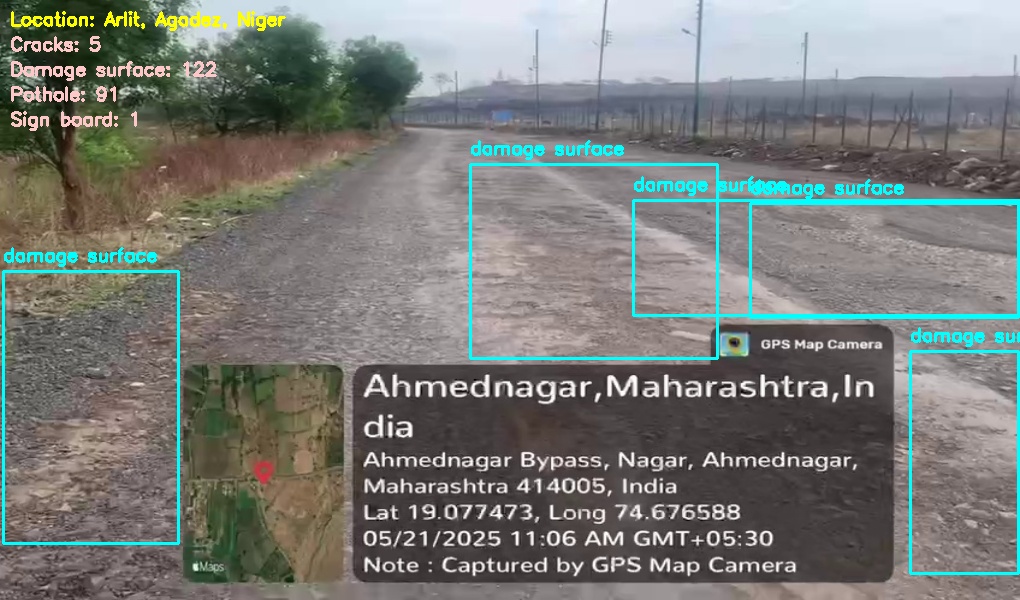 Location: Arlit, Agadez, Niger
Cracks: 5
Damage surface: 122
Pothole: 91
Sign board: 1
damage surface
damage surface
damage surface
damage surface
damage sur
GPS Map Camera
Ahmednagar,Maharashtra,In
dia
Ahmednagar Bypass, Nagar, Ahmednagar,
Maharashtra 414005, India
Lat 19.077473, Long 74.676588
05/21/2025 11:06 AM GMT+05:30
Note : Captured by GPS Map Camera
Maps